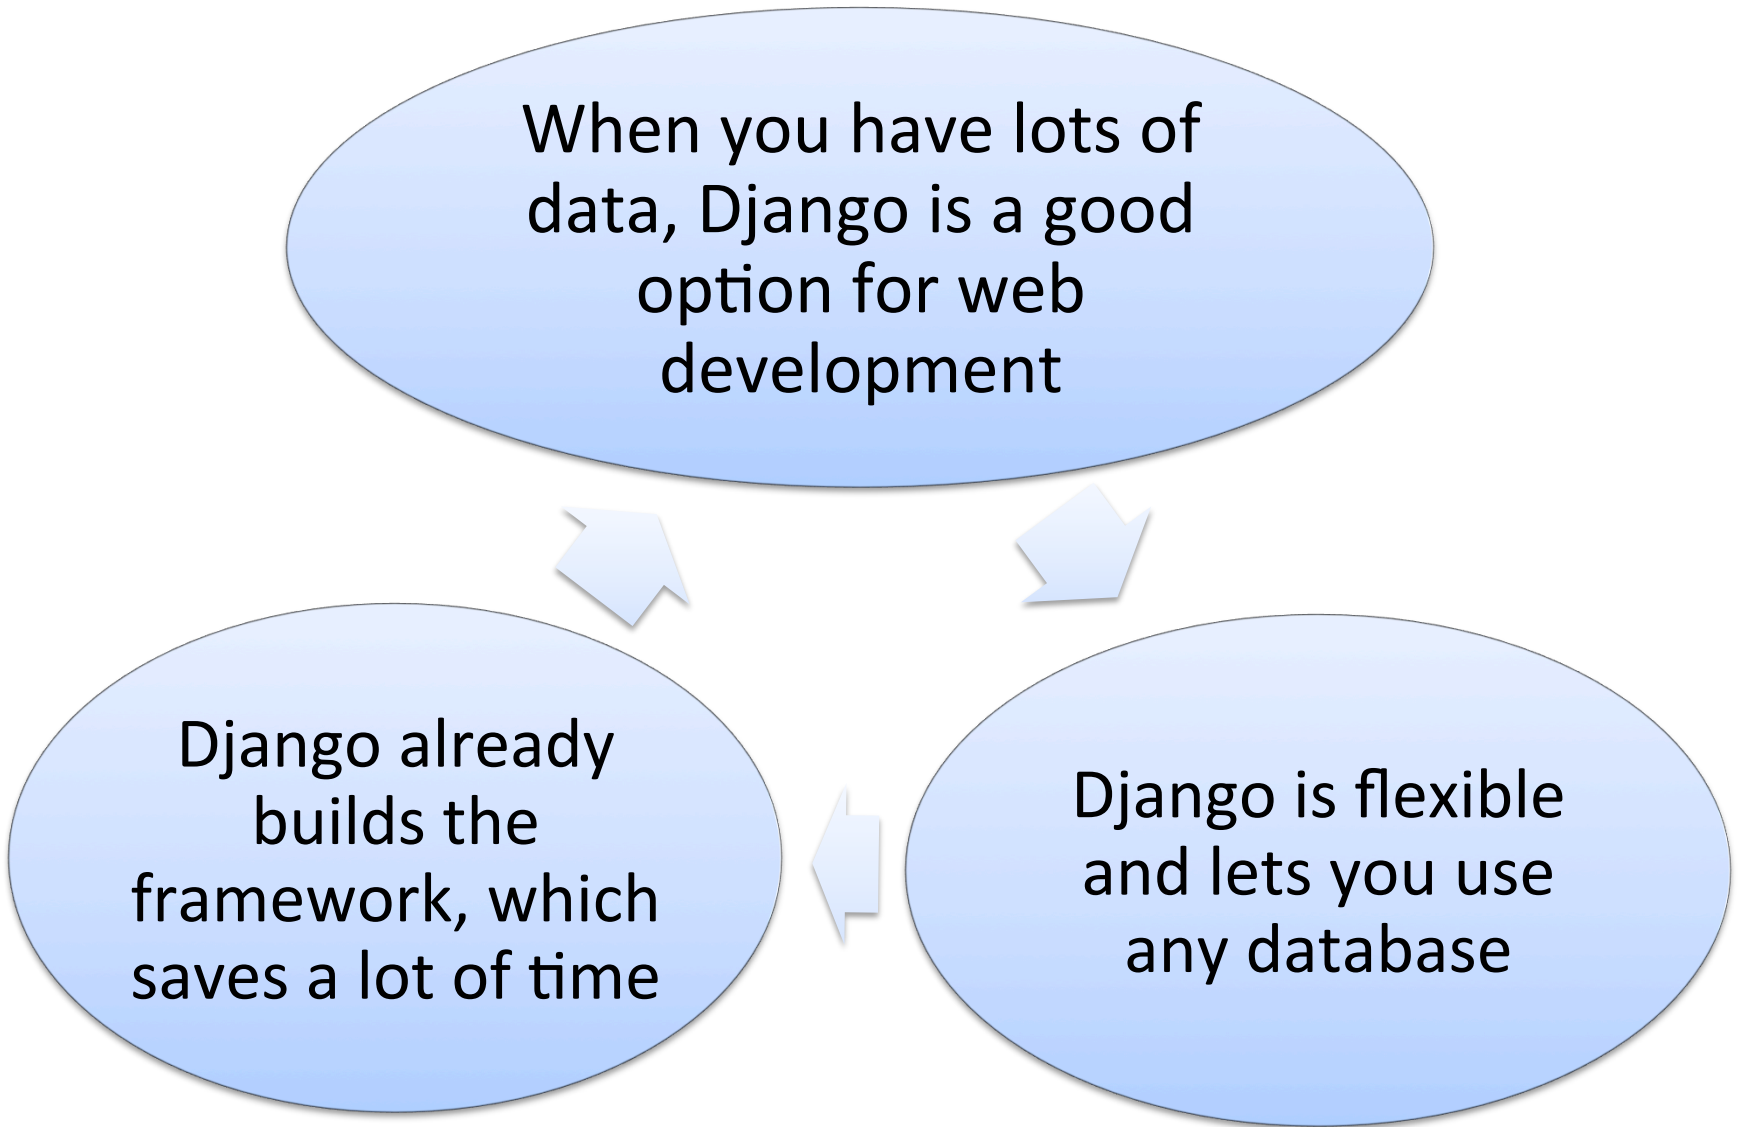 When you have lots of
data, Django is a good
option for web
development
Django is flexible
and lets you use
any database
Django already
builds the
framework, which
saves a lot of time